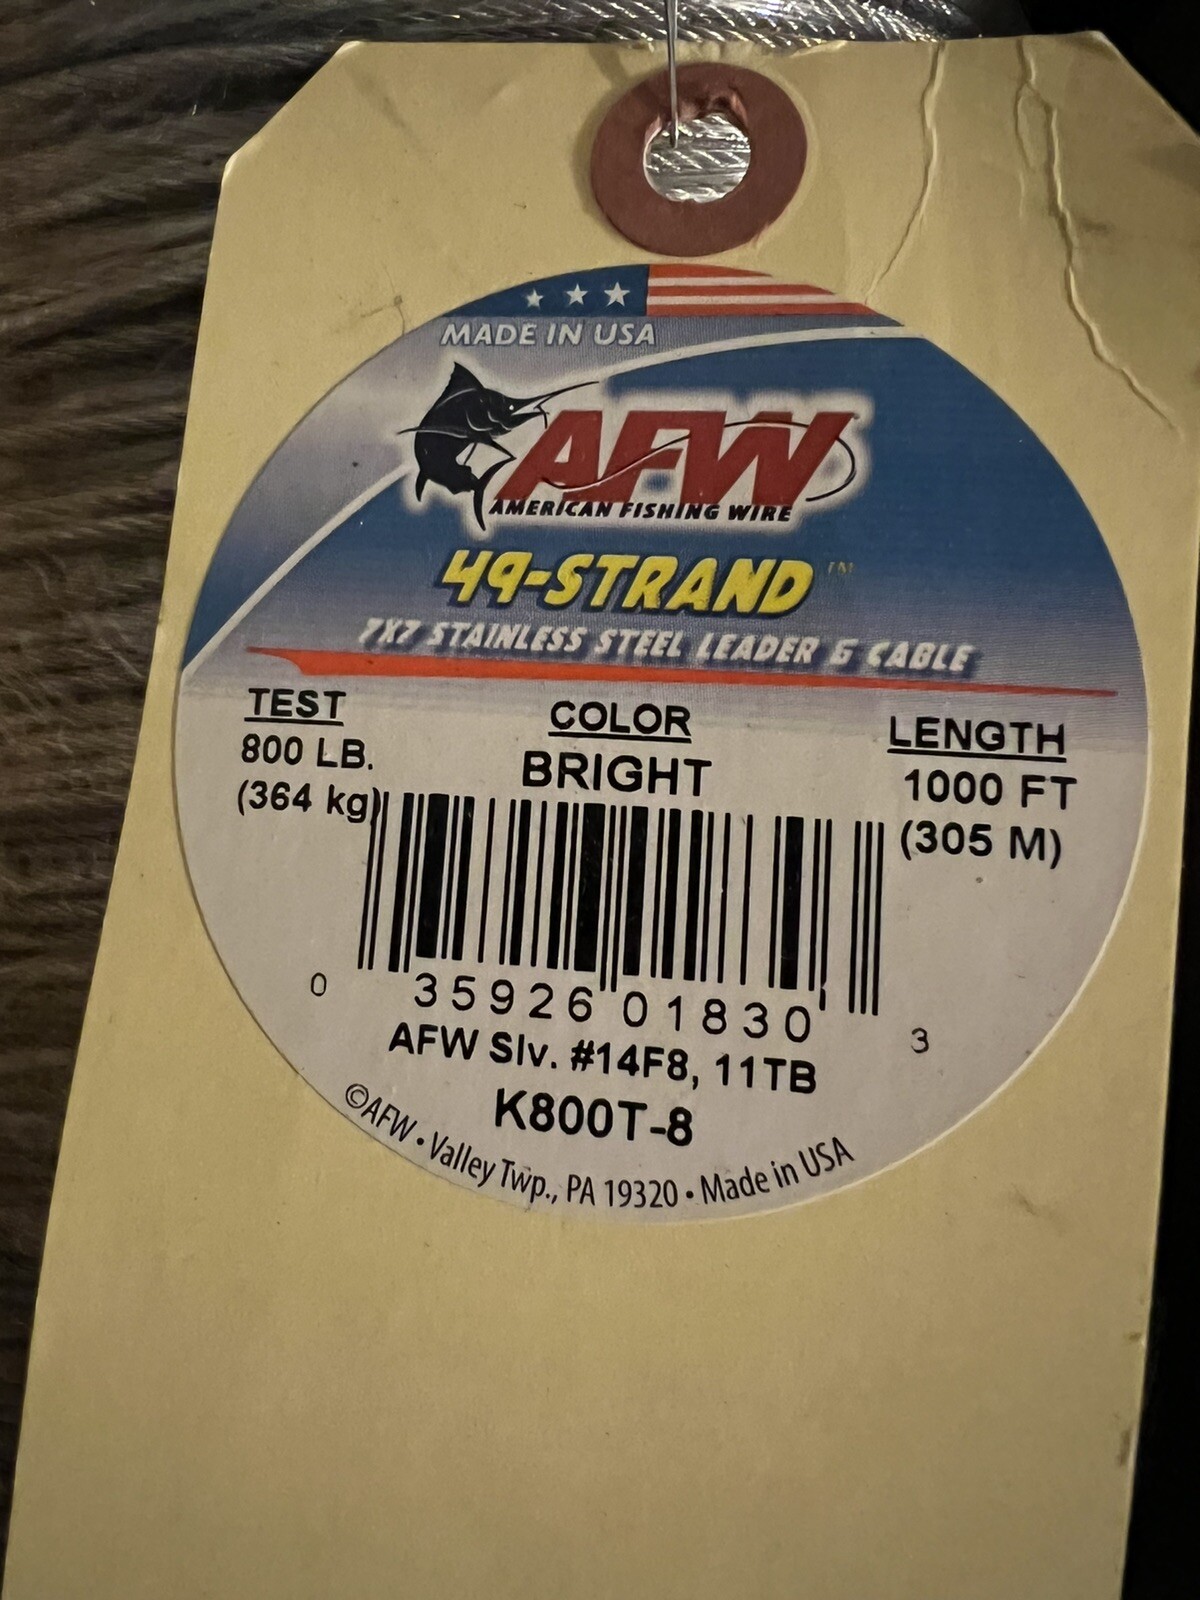 MADE IN USA
AFW
AMERICAN FISHING WIRE
49-STRAND™
7X7 STAINLESS STEEL LEADER & CABLE
TEST
800 LB.
(364 kg)
COLOR
BRIGHT
LENGTH
1000 FT
(305 M)
0 35926 01830 3
AFW Slv. #14F8, 11TB
K800T-8
©AFW • Valley Twp., PA 19320 • Made in USA